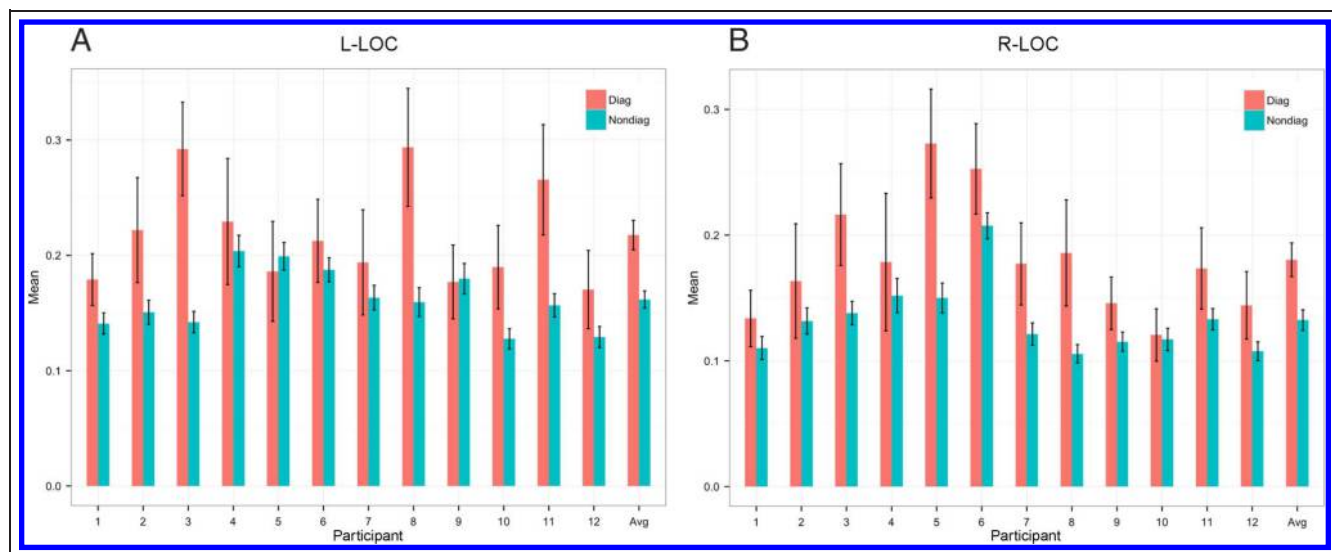 A
L-LOC
Diag
Nondiag
0.3
0.2
0.1
0.0
Mean
1 2 3 4 5 6 7 8 9 10 11 12 Avg
Participant
B
R-LOC
Diag
Nondiag
0.3
0.2
0.1
0.0
Mean
1 2 3 4 5 6 7 8 9 10 11 12 Avg
Participant